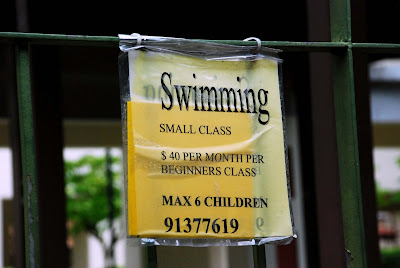 Swimming
SMALL CLASS
$ 40 PER MONTH PER
BEGINNERS CLASS
MAX 6 CHILDREN
91377619